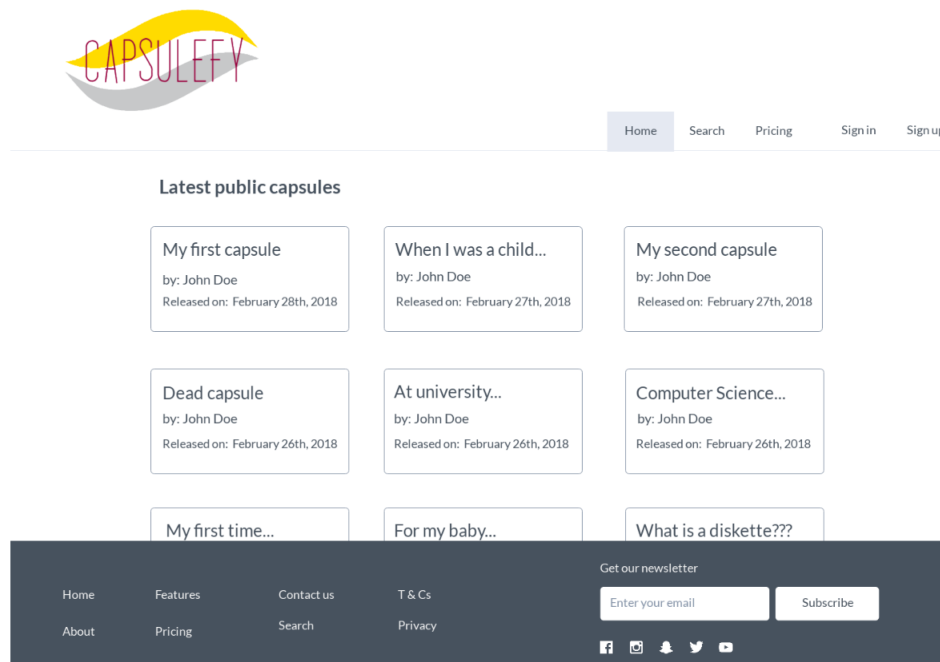 CAPSULEFY
Home Search Pricing Sign in Sign up
Latest public capsules
My first capsule
by: John Doe
Released on: February 28th, 2018
When I was a child...
by: John Doe
Released on: February 27th, 2018
My second capsule
by: John Doe
Released on: February 27th, 2018
Dead capsule
by: John Doe
Released on: February 26th, 2018
At university...
by: John Doe
Released on: February 26th, 2018
Computer Science...
by: John Doe
Released on: February 26th, 2018
My first time...
For my baby...
What is a diskette???
Home
About
Features
Pricing
Contact us
Search
T & Cs
Privacy
Get our newsletter
Enter your email
Subscribe